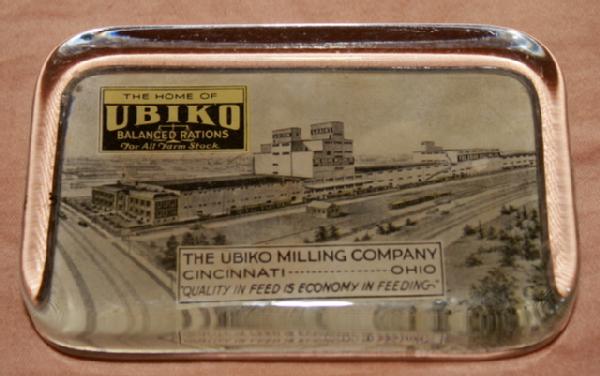 THE HOME OF
UBIKO
BALANCED RATIONS
For All Farm Stock.
THE UBIKO MILLING COMPANY
CINCINNATI---------------OHIO
"QUALITY IN FEED IS ECONOMY IN FEEDING-"